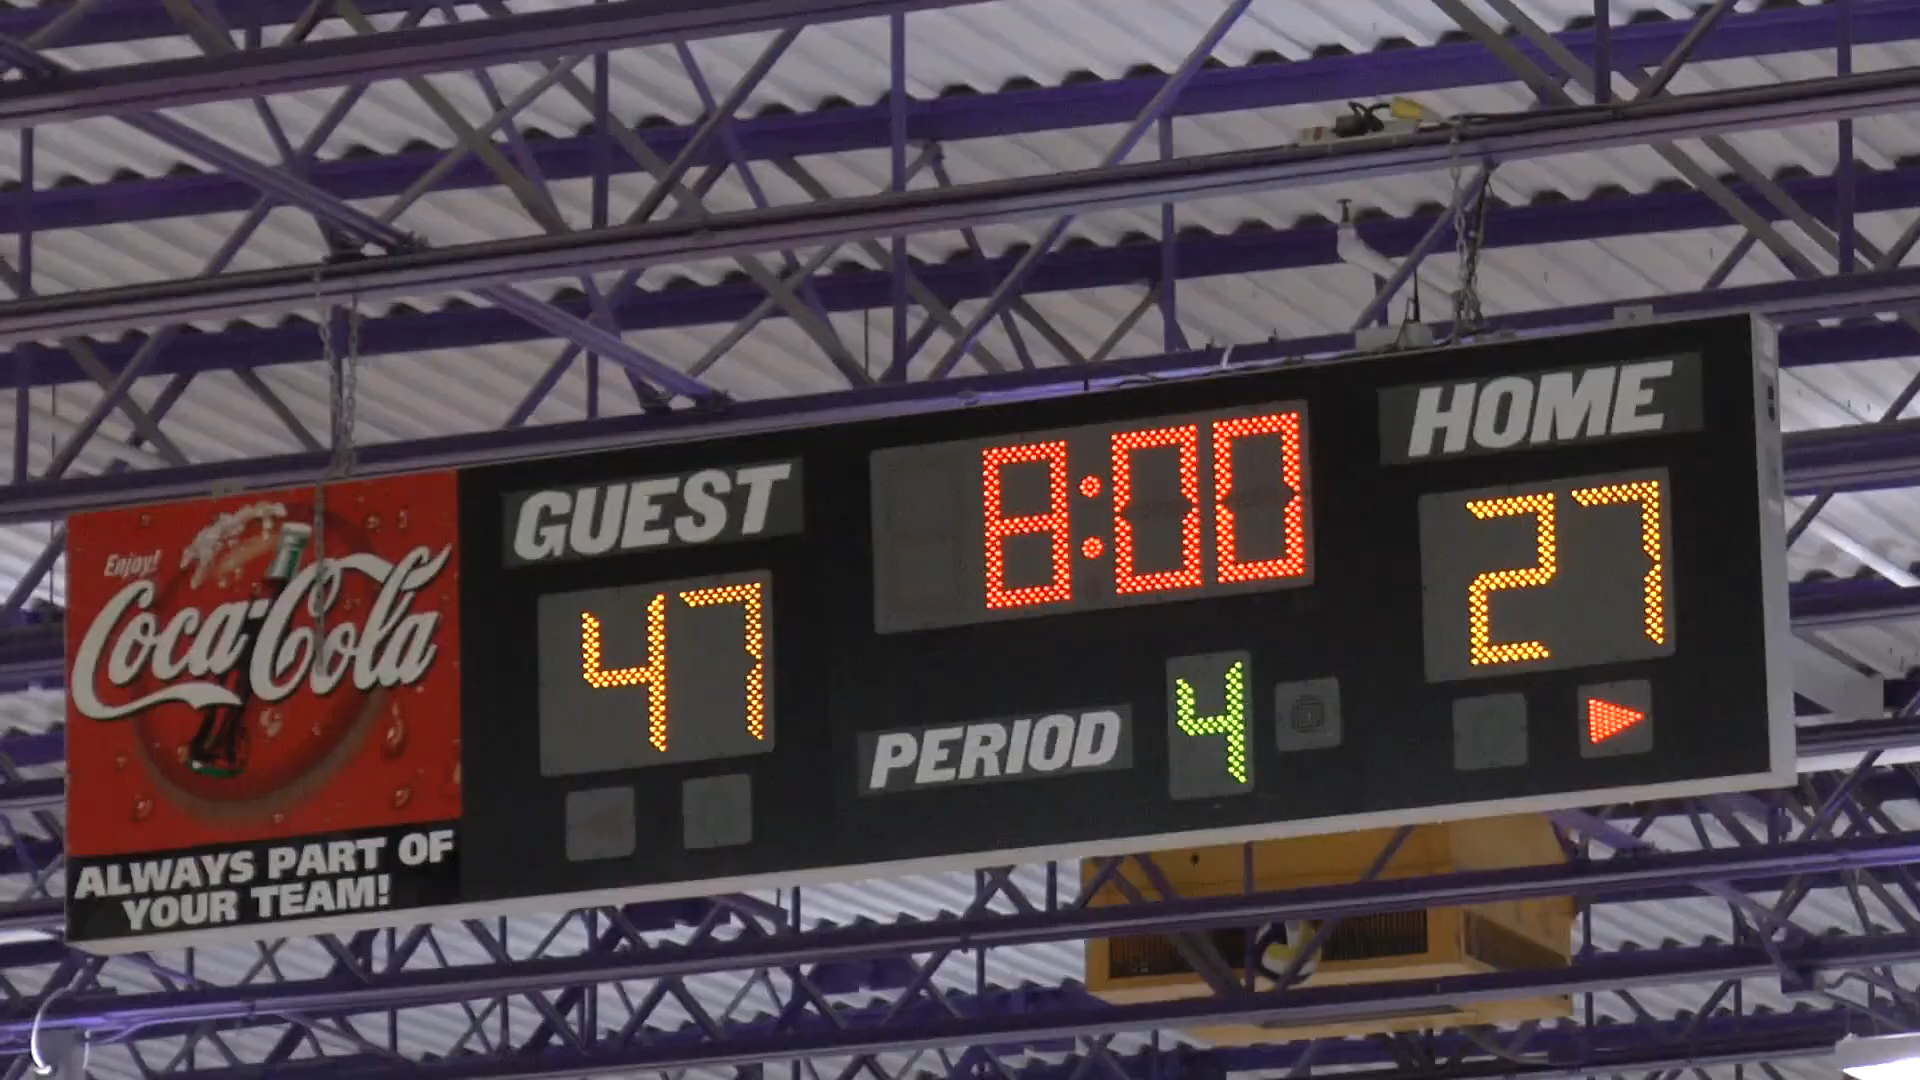 Enjoy!
Coca-Cola
ALWAYS PART OF
YOUR TEAM!
GUEST
47
8:00
PERIOD 4
HOME
27